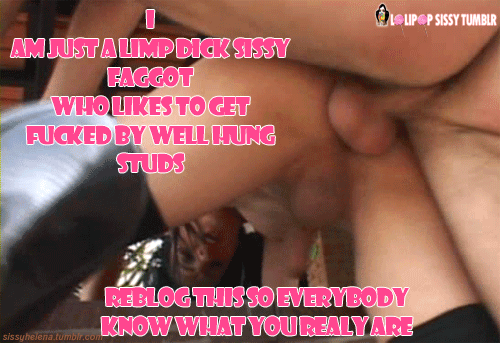 LOLIPOP SISSY TUMBLR
I
AM JUST A LIMP DICK SISSY
FAGGOT
WHO LIKES TO GET
FUCKED BY WELL HUNG
STUDS
REBLOG THIS SO EVERYBODY
KNOW WHAT YOU REALY ARE
sissyhelena.tumblr.com